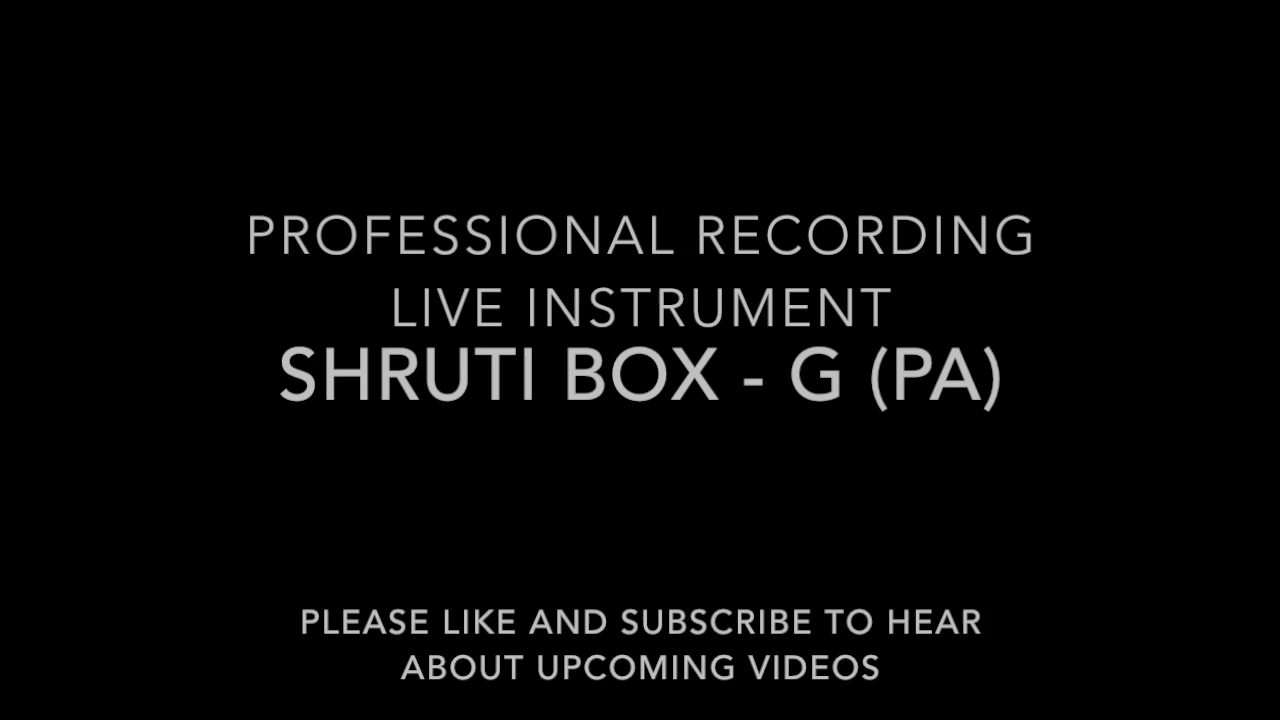 PROFESSIONAL RECORDING
LIVE INSTRUMENT
SHRUTI BOX - G (PA)
PLEASE LIKE AND SUBSCRIBE TO HEAR
ABOUT UPCOMING VIDEOS